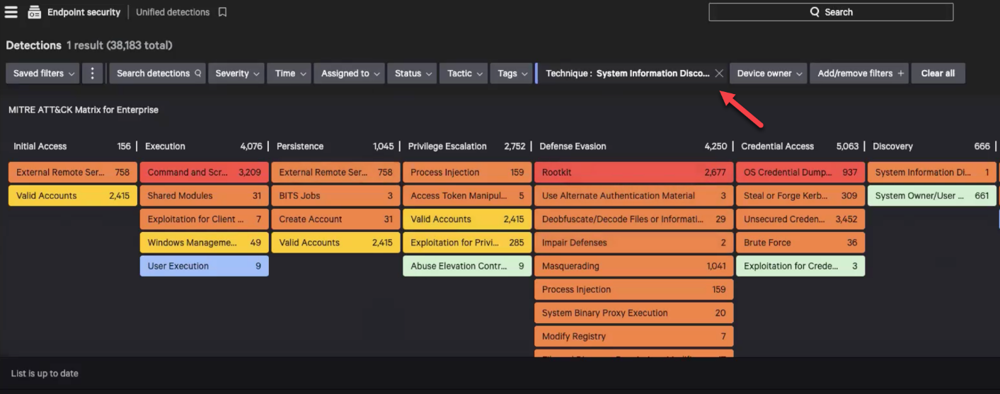 Endpoint security | Unified detections
Search
Detections 1 result (38,183 total)
Saved filters
Search detections
Severity
Time
Assigned to
Status
Tactic
Tags
Technique : System Information Disco...
Device owner
Add/remove filters +
Clear all
MITRE ATT&CK Matrix for Enterprise
Initial Access 156
Execution 4,076
Persistence 1,045
Privilege Escalation 2,752
Defense Evasion 4,250
Credential Access 5,063
Discovery 666
External Remote Ser... 758
Command and Scr... 3,209
External Remote Ser... 758
Process Injection 159
Rootkit 2,677
OS Credential Dump... 937
System Information Di... 1
Valid Accounts 2,415
Shared Modules 31
BITS Jobs 3
Access Token Manipul... 5
Use Alternate Authentication Material 3
Steal or Forge Kerb... 309
System Owner/User ... 661
Exploitation for Client ... 7
Create Account 31
Valid Accounts 2,415
Deobfuscate/Decode Files or Informati... 29
Unsecured Creden... 3,452
Windows Manageme... 49
Valid Accounts 2,415
Exploitation for Privi... 285
Impair Defenses 2
Brute Force 36
User Execution 9
Abuse Elevation Contr... 9
Masquerading 1,041
Exploitation for Crede... 3
Process Injection 159
System Binary Proxy Execution 20
Modify Registry 7
List is up to date